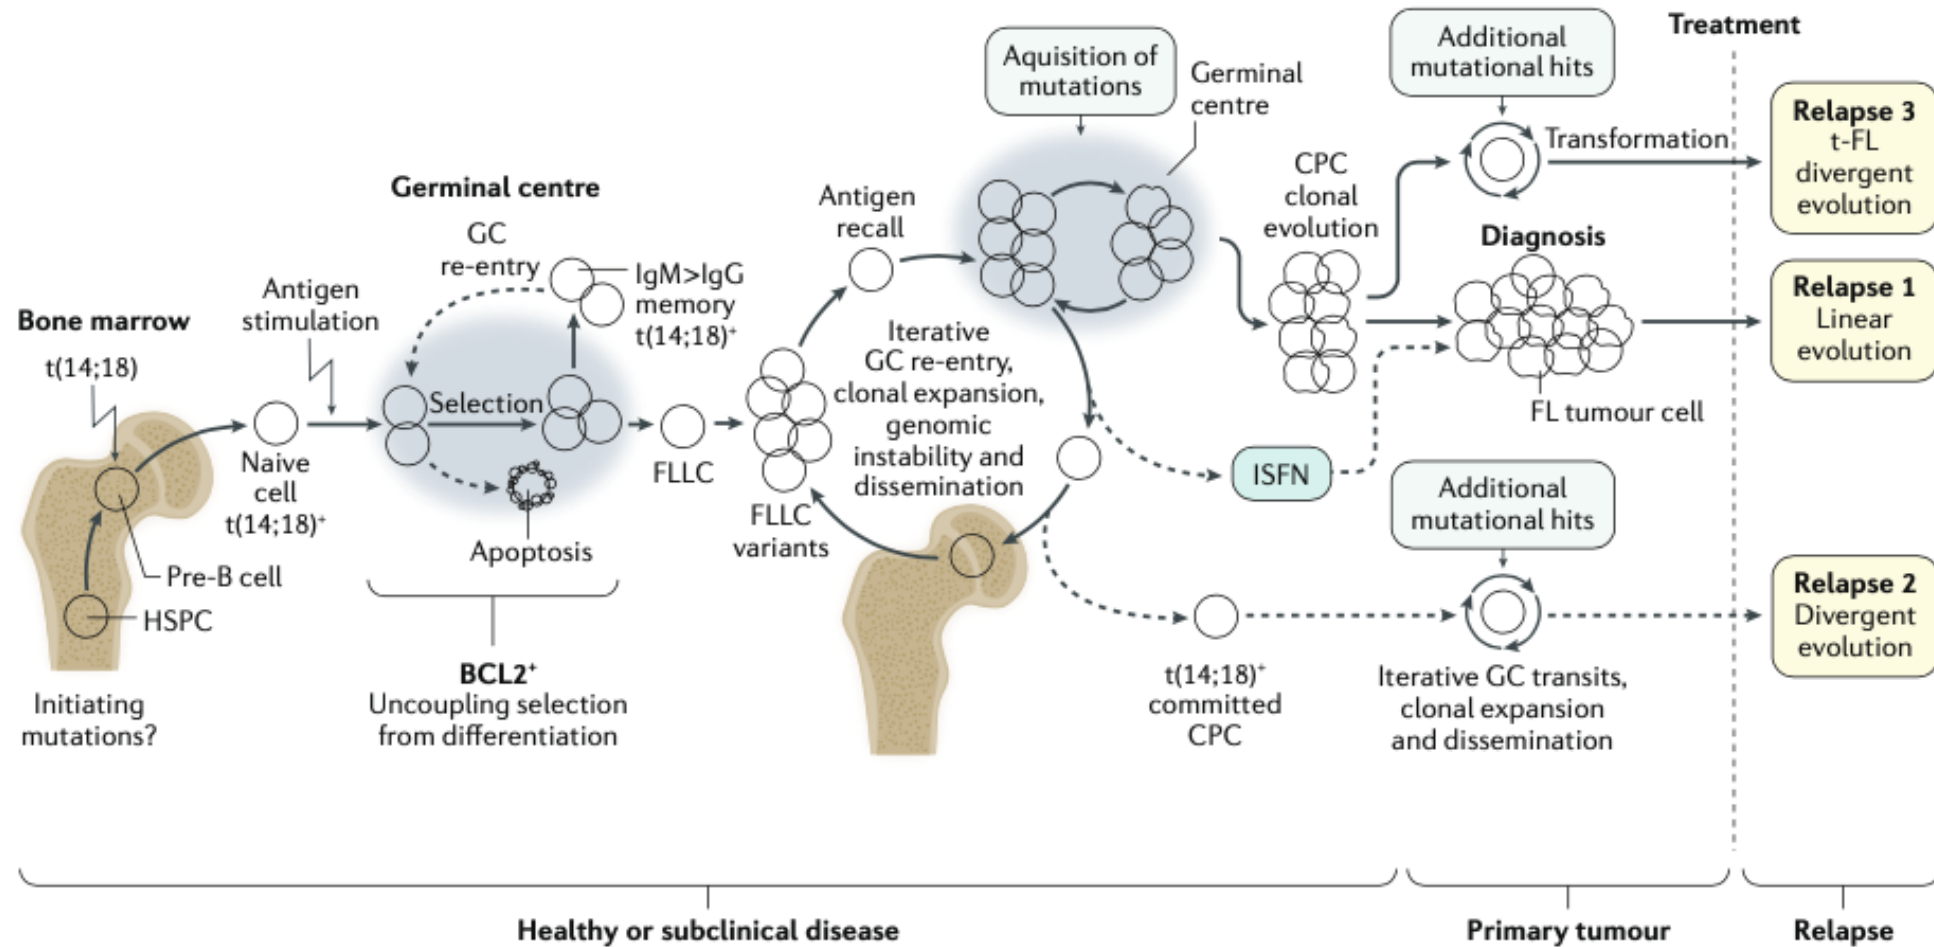 Treatment
Additional
mutational hits
Aquisition of
mutations
Germinal
centre
Relapse 3
t-FL
divergent
evolution
Transformation
CPC
clonal
evolution
Germinal centre
Antigen
recall
GC
re-entry
Diagnosis
IgM>IgG
memory
t(14;18)⁺
Antigen
stimulation
Relapse 1
Linear
evolution
Bone marrow
t(14;18)
Iterative
GC re-entry,
clonal expansion,
genomic
instability and
dissemination
Selection
FL tumour cell
Naive
cell
t(14;18)⁺
FLLC
ISFN
Additional
mutational hits
FLLC
variants
Apoptosis
Pre-B cell
HSPC
Relapse 2
Divergent
evolution
BCL2⁺
Uncoupling selection
from differentiation
t(14;18)⁺
committed
CPC
Iterative GC transits,
clonal expansion
and dissemination
Initiating
mutations?
Healthy or subclinical disease
Primary tumour
Relapse